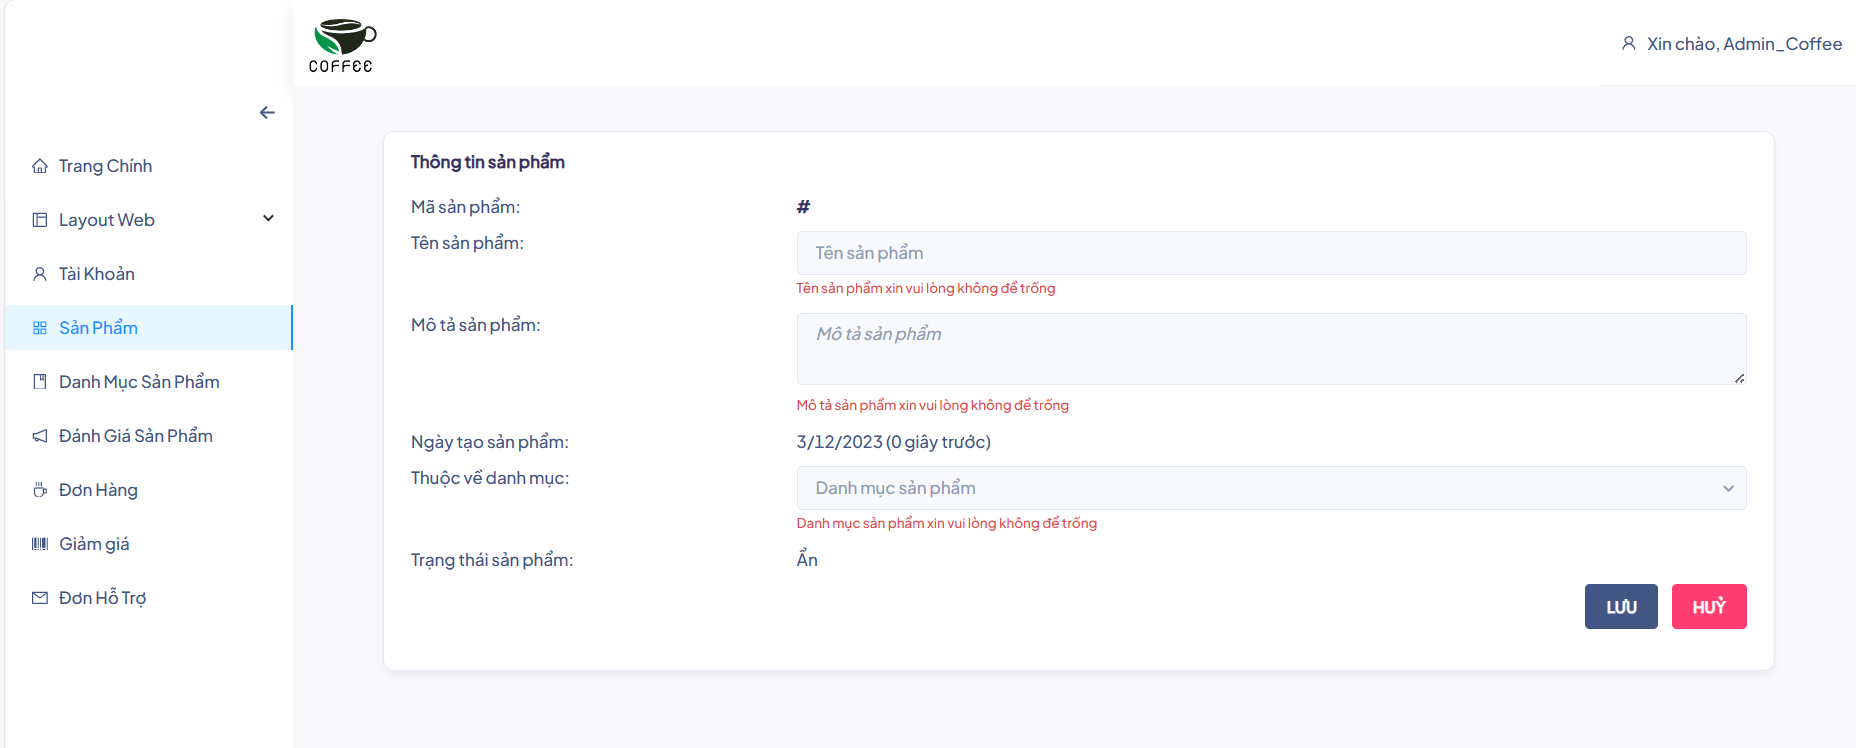 COFFEE
Xin chào, Admin_Coffee
Trang Chính
Layout Web
Tài Khoản
Sản Phẩm
Danh Mục Sản Phẩm
Đánh Giá Sản Phẩm
Đơn Hàng
Giảm giá
Đơn Hỗ Trợ
Thông tin sản phẩm
Mã sản phẩm: #
Tên sản phẩm: Tên sản phẩm
Tên sản phẩm xin vui lòng không để trống
Mô tả sản phẩm: Mô tả sản phẩm
Mô tả sản phẩm xin vui lòng không để trống
Ngày tạo sản phẩm: 3/12/2023 (0 giây trước)
Thuộc về danh mục: Danh mục sản phẩm
Danh mục sản phẩm xin vui lòng không để trống
Trạng thái sản phẩm: Ẩn
LƯU HUỶ